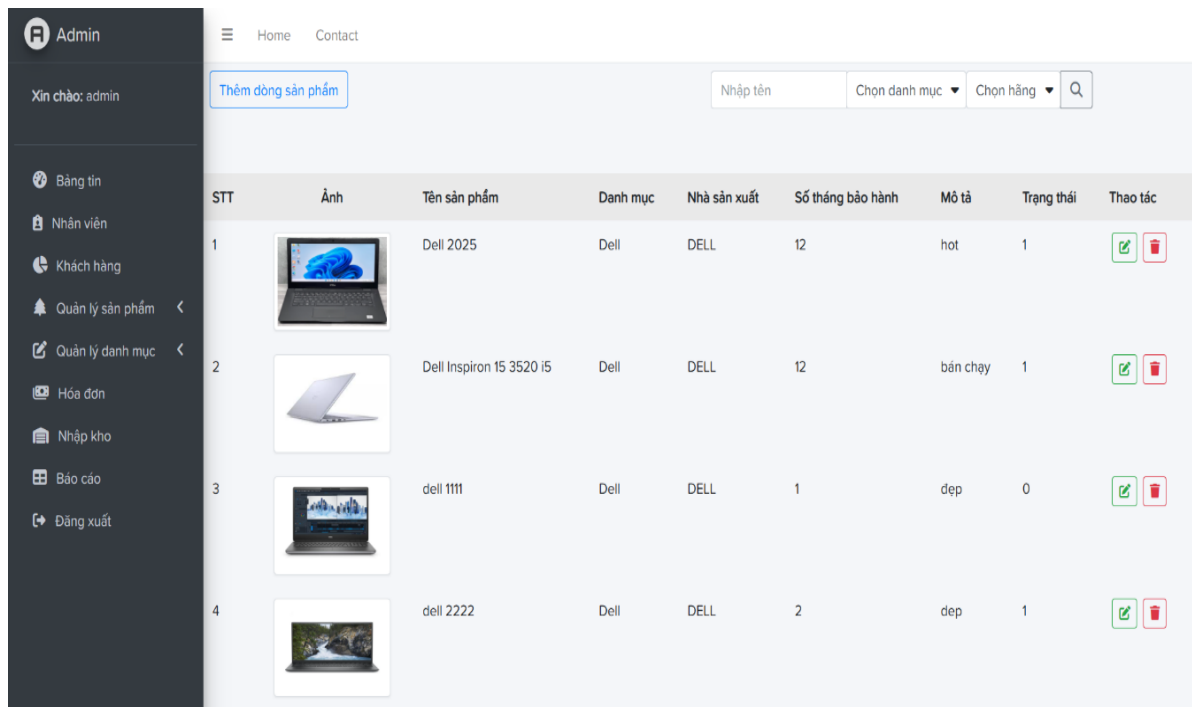 Admin
Home Contact
Xin chào: admin
Thêm dòng sản phẩm
Nhập tên Chọn danh mục Chọn hãng
Bảng tin
Nhân viên
Khách hàng
Quản lý sản phẩm
Quản lý danh mục
Hóa đơn
Nhập kho
Báo cáo
Đăng xuất
STT Ảnh Tên sản phẩm Danh mục Nhà sản xuất Số tháng bảo hành Mô tả Trạng thái Thao tác
1 Dell 2025 Dell DELL 12 hot 1
2 Dell Inspiron 15 3520 i5 Dell DELL 12 bán chạy 1
3 dell 1111 Dell DELL 1 đẹp 0
4 dell 2222 Dell DELL 2 dep 1